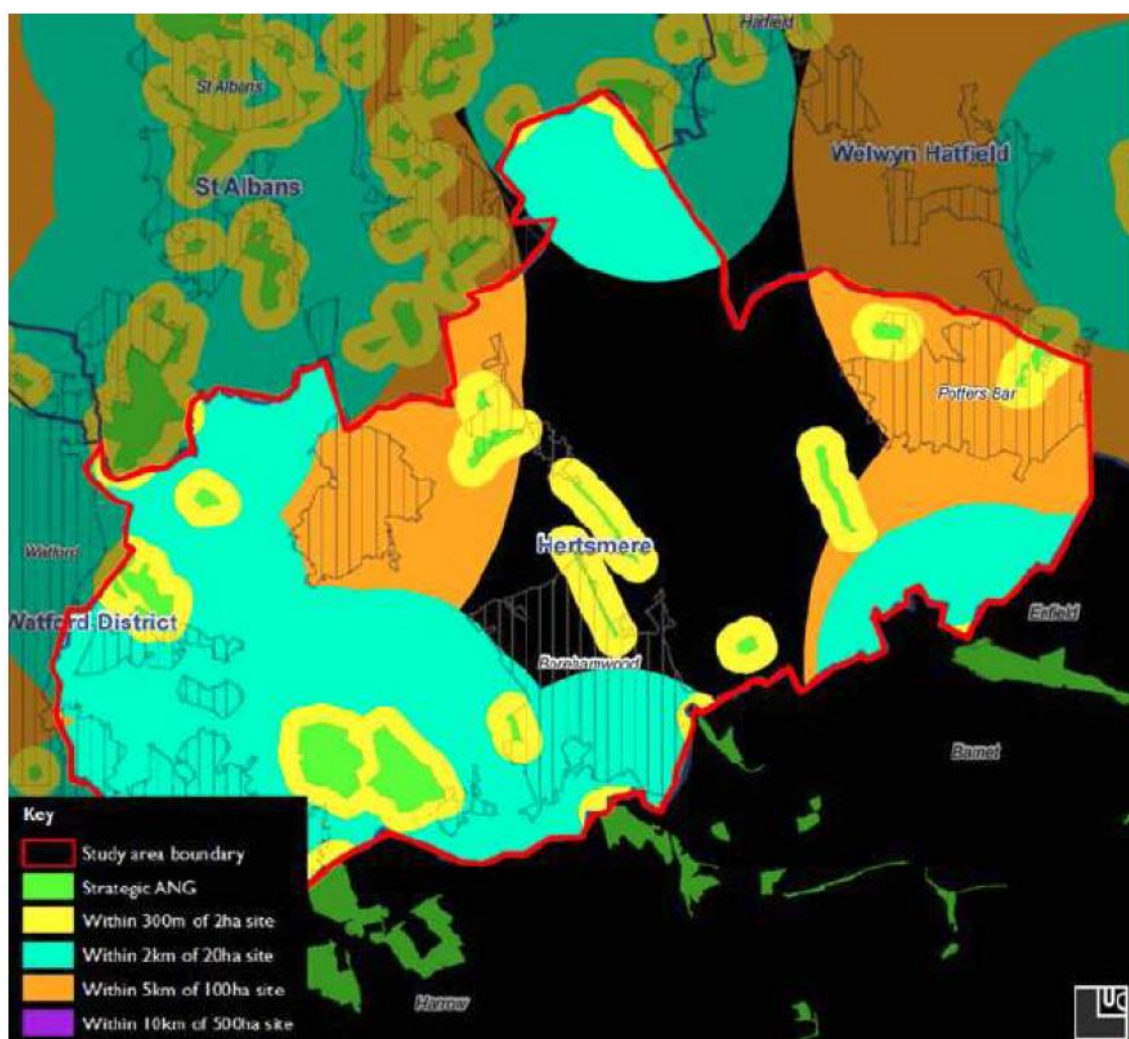 Hatfield
St Albans
Welwyn Hatfield
St Albans
Potters Bar
Hertsmere
Watford
Watford District
Enfield
Borehamwood
Barnet
Key
Study area boundary
Strategic ANG
Within 300m of 2ha site
Within 2km of 20ha site
Within 5km of 100ha site
Within 10km of 500ha site
Harrow